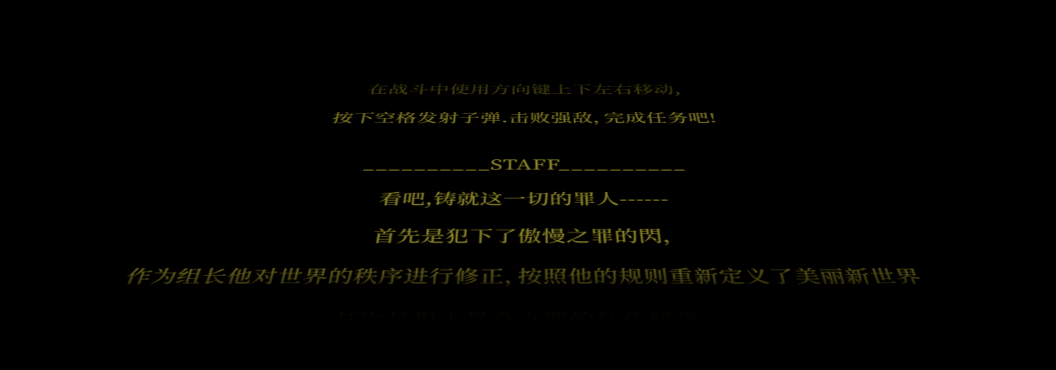 在战斗中使用方向键上下左右移动,
按下空格发射子弹.击败强敌, 完成任务吧!
__________STAFF__________
看吧,铸就这一切的罪人------
首先是犯下了傲慢之罪的閃,
作为组长他对世界的秩序进行修正, 按照他的规则重新定义了美丽新世界